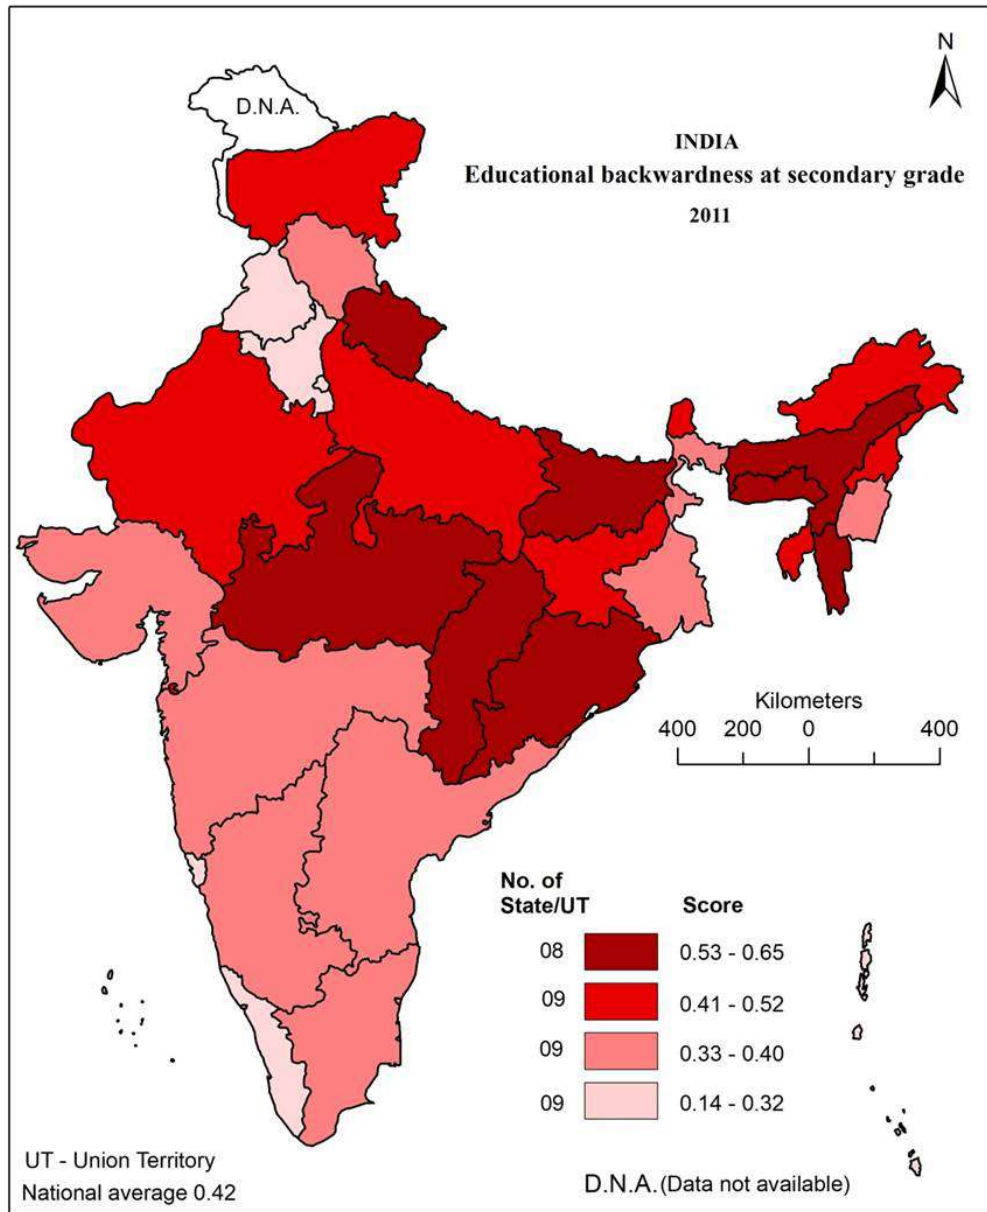 N
D.N.A.
INDIA
Educational backwardness at secondary grade
2011
Kilometers
400 200 0 400
No. of
State/UT Score
08 0.53 - 0.65
09 0.41 - 0.52
09 0.33 - 0.40
09 0.14 - 0.32
UT - Union Territory
National average 0.42
D.N.A.(Data not available)